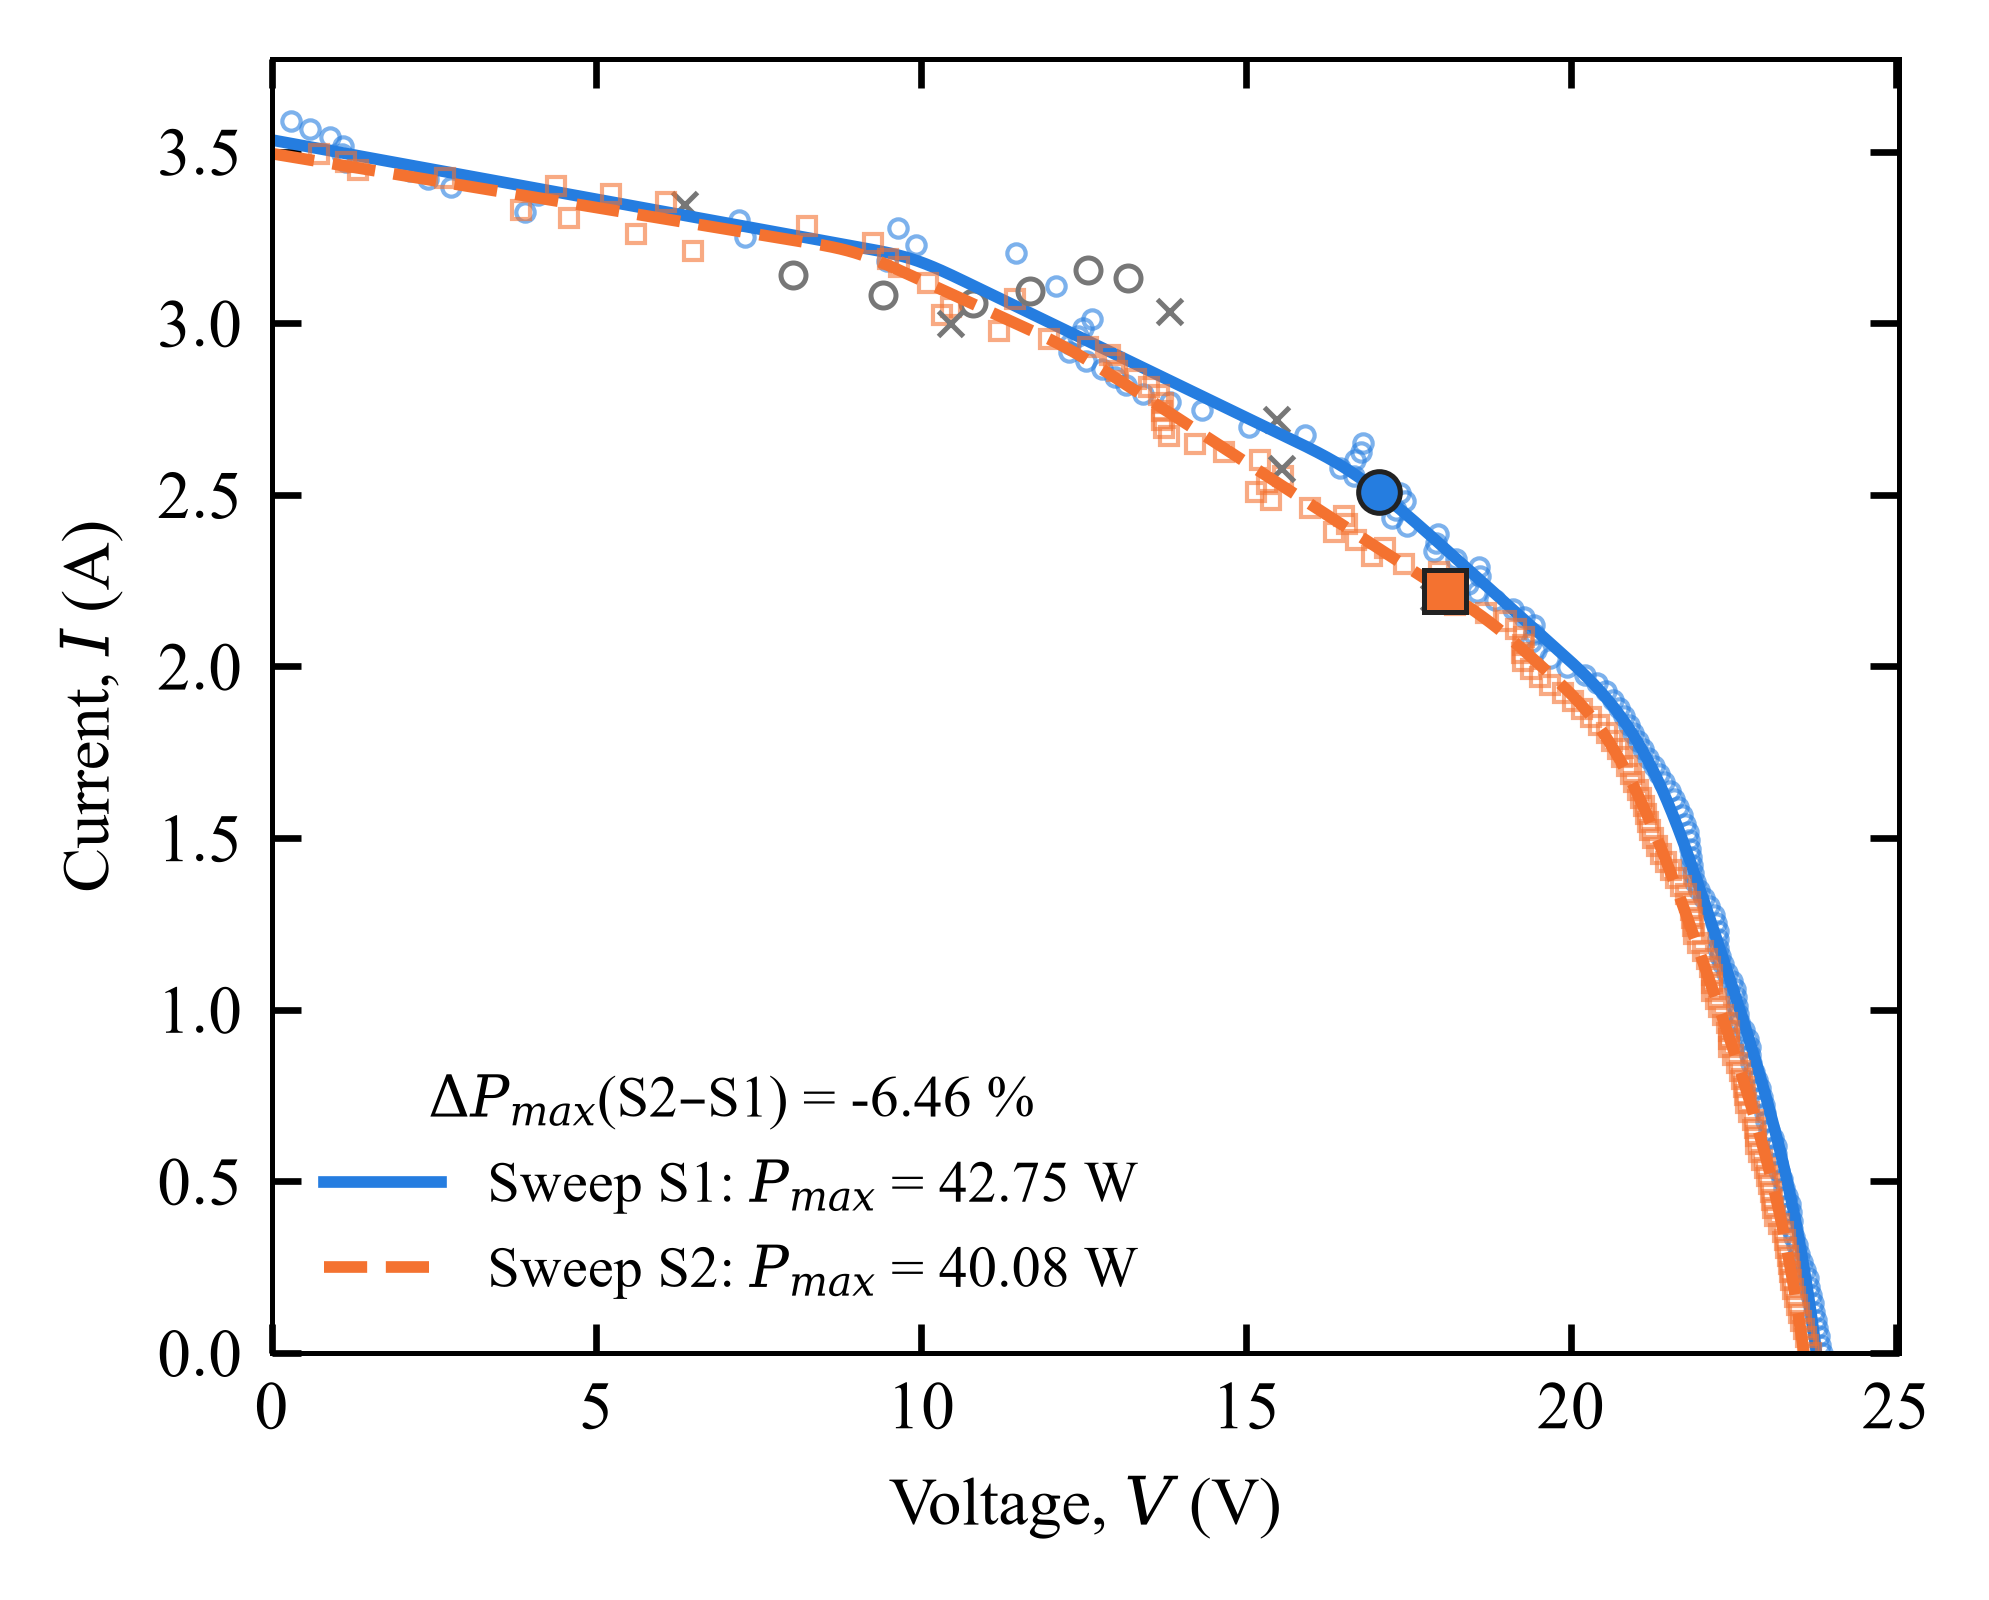 3.5
3.0
2.5
2.0
1.5
1.0
0.5
0.0
Current, I (A)
ΔPmax(S2−S1) = -6.46 %
Sweep S1: Pmax = 42.75 W
Sweep S2: Pmax = 40.08 W
0 5 10 15 20 25
Voltage, V (V)